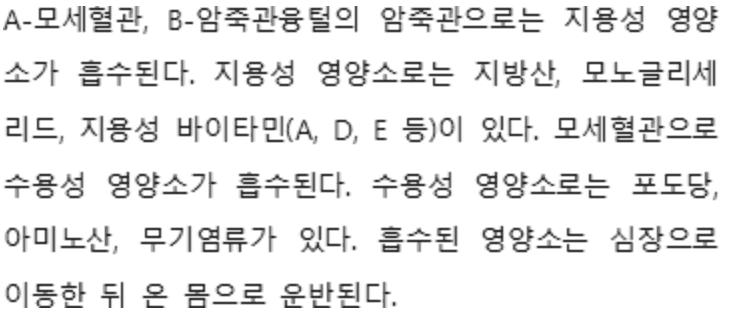 A-모세혈관, B-암죽관융털의 암죽관으로는 지용성 영양
소가 흡수된다. 지용성 영양소로는 지방산, 모노글리세
리드, 지용성 바이타민(A, D, E 등)이 있다. 모세혈관으로
수용성 영양소가 흡수된다. 수용성 영양소로는 포도당,
아미노산, 무기염류가 있다. 흡수된 영양소는 심장으로
이동한 뒤 온 몸으로 운반된다.